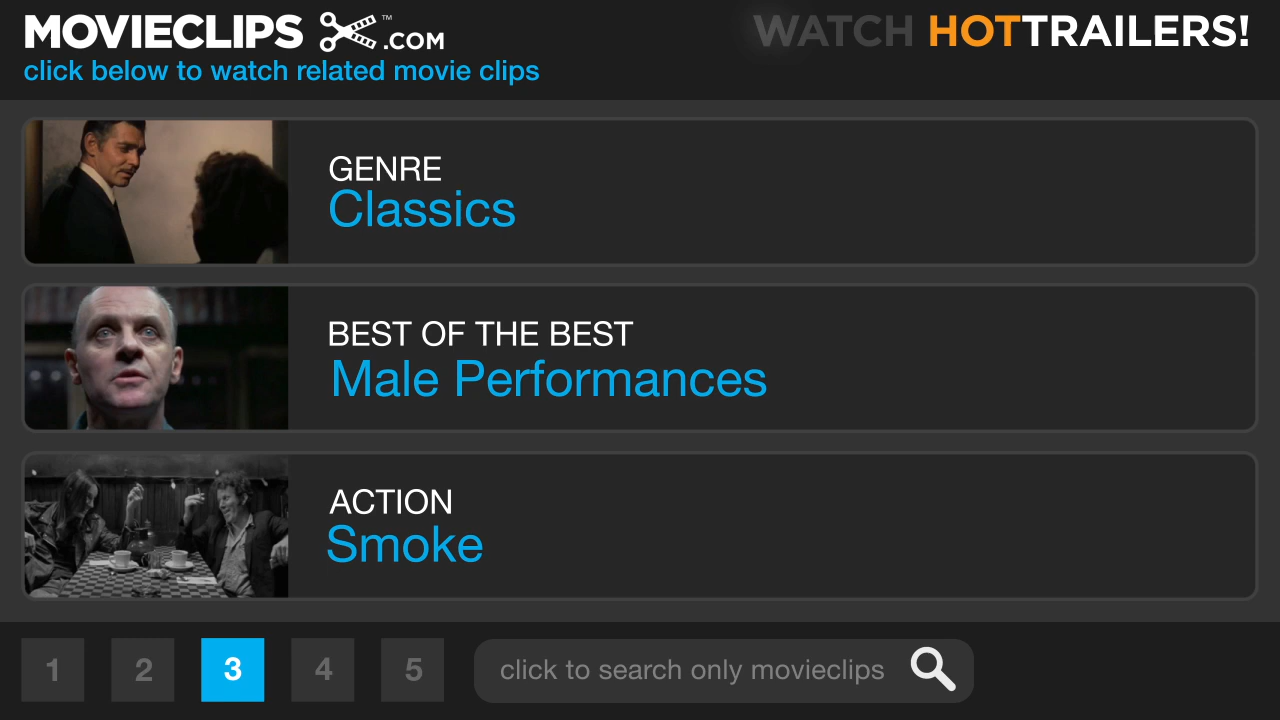 MOVIECLIPS ™ .COM
WATCH HOTTRAILERS!
click below to watch related movie clips
GENRE
Classics
BEST OF THE BEST
Male Performances
ACTION
Smoke
1 2 3 4 5 click to search only movieclips